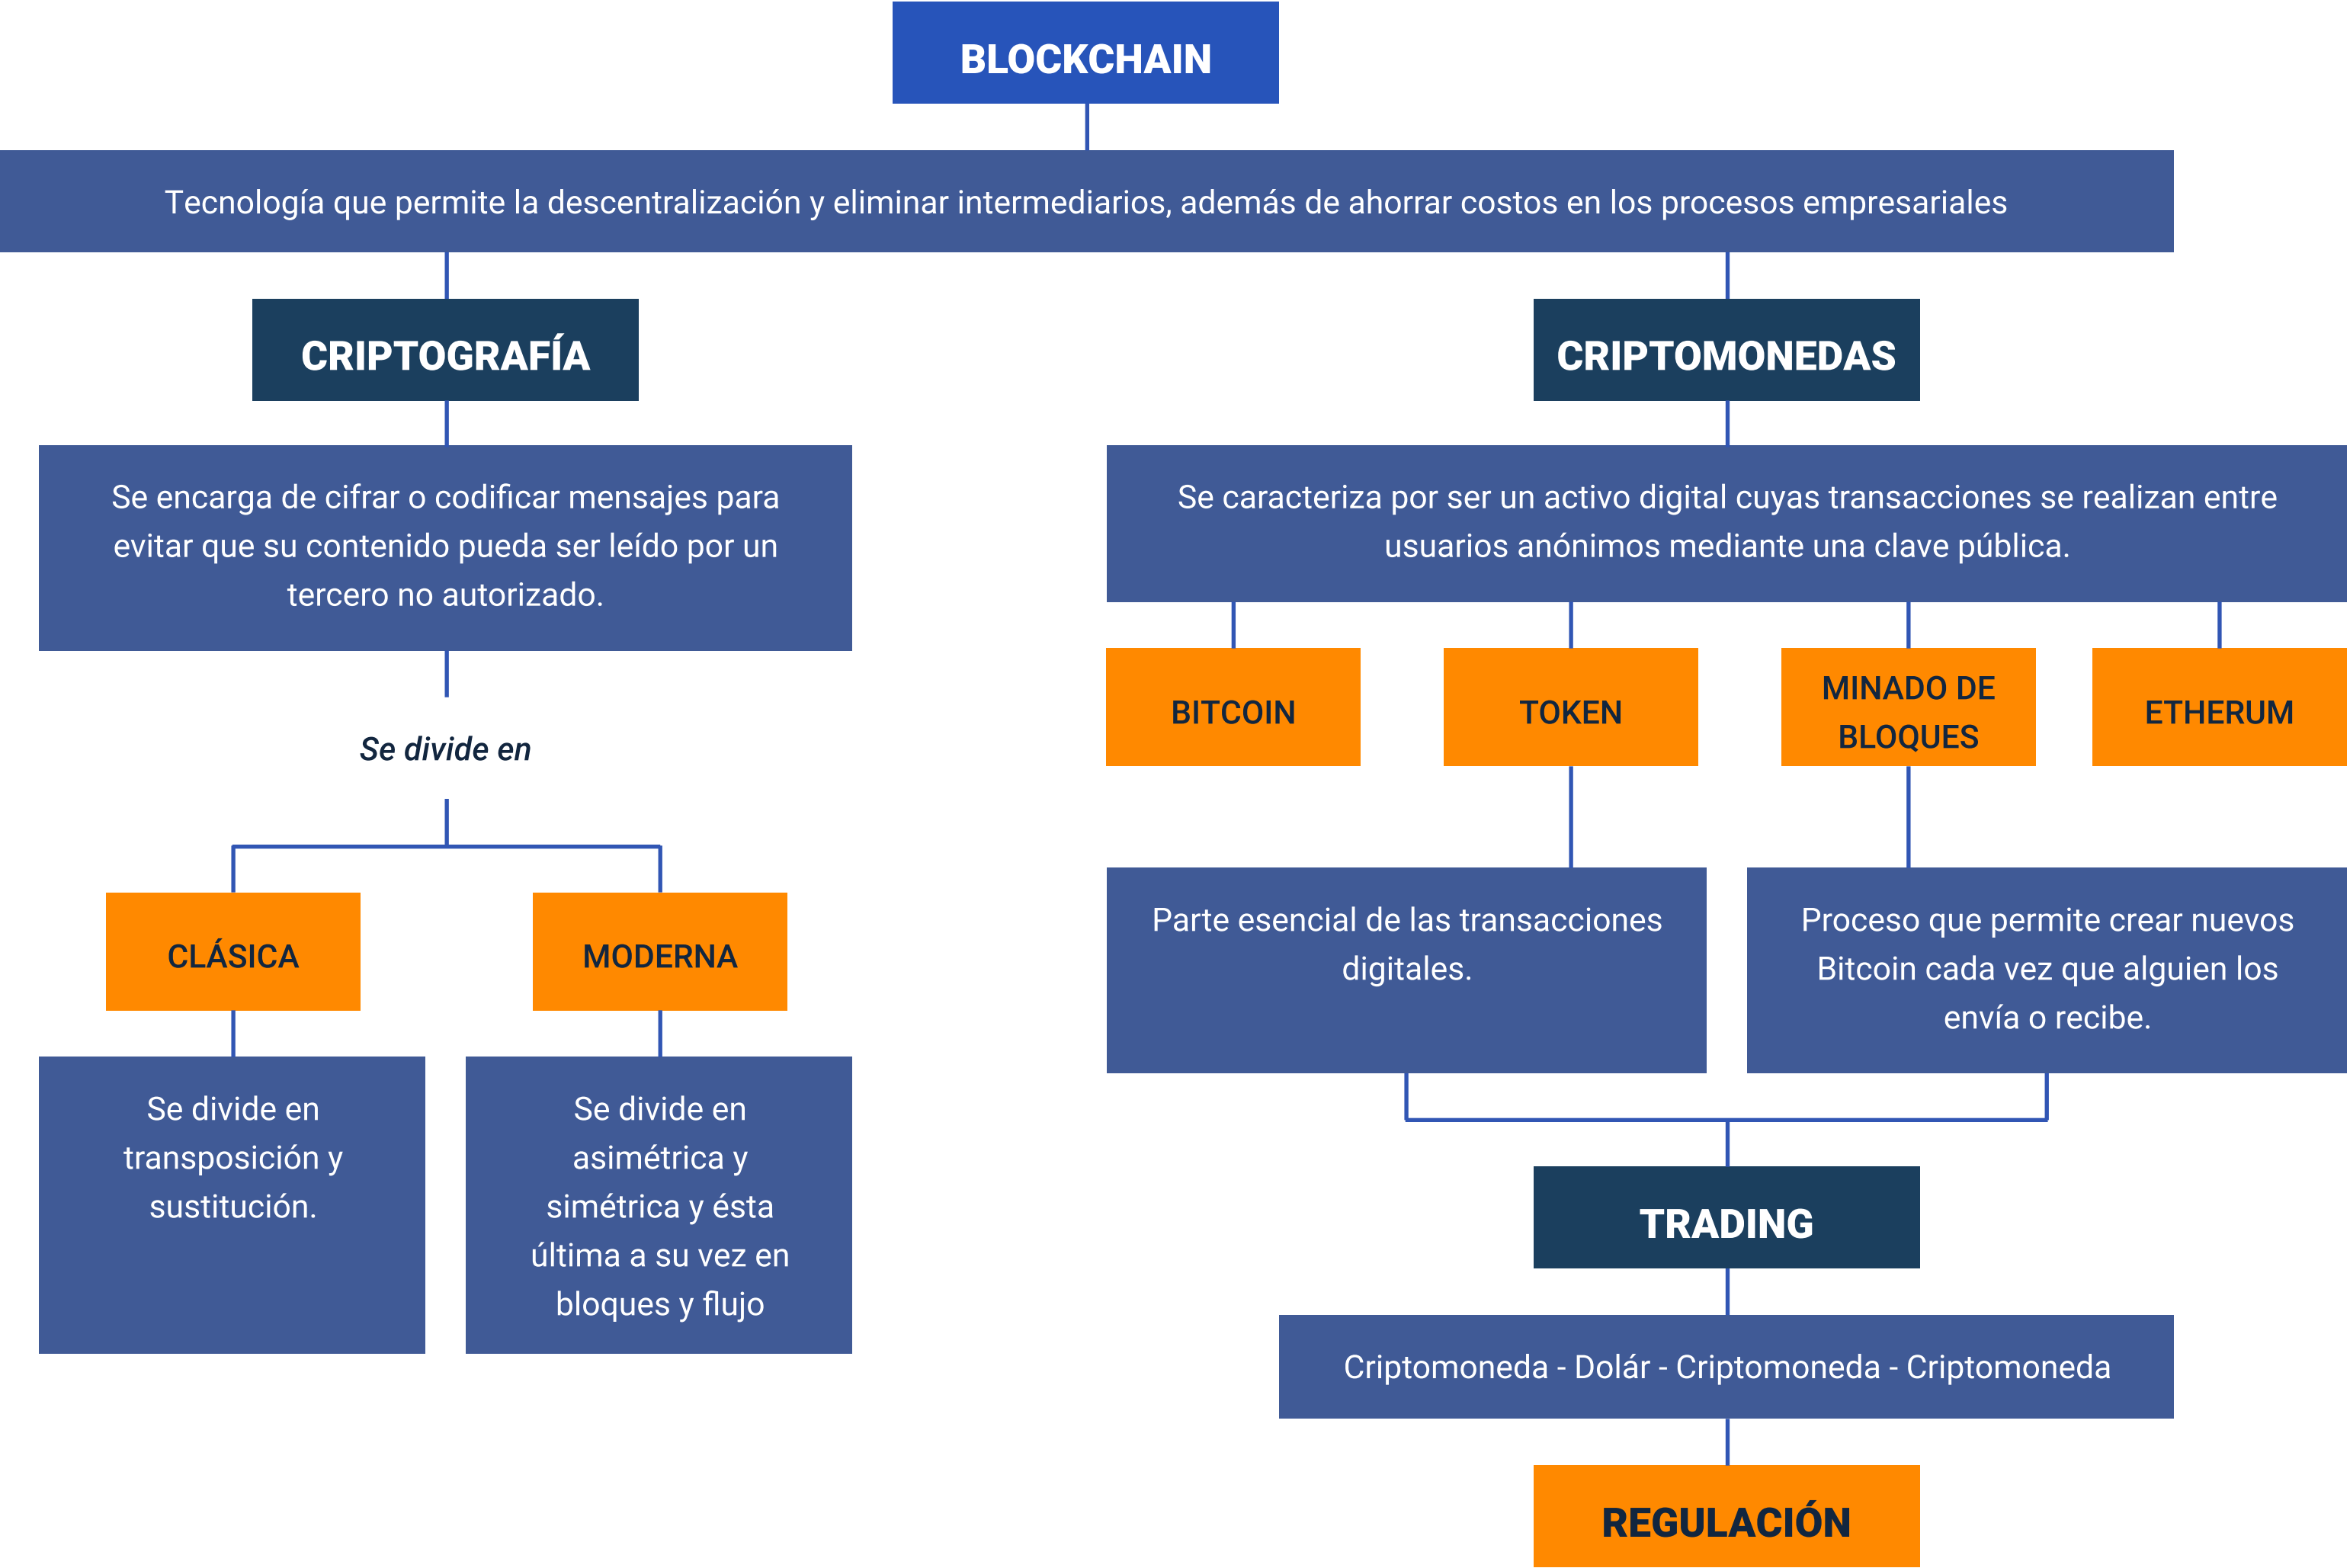 BLOCKCHAIN
Tecnología que permite la descentralización y eliminar intermediarios, además de ahorrar costos en los procesos empresariales
CRIPTOGRAFÍA
Se encarga de cifrar o codificar mensajes para
evitar que su contenido pueda ser leído por un
tercero no autorizado.
Se divide en
CLÁSICA
Se divide en
transposición y
sustitución.
MODERNA
Se divide en
asimétrica y
simétrica y ésta
última a su vez en
bloques y flujo
CRIPTOMONEDAS
Se caracteriza por ser un activo digital cuyas transacciones se realizan entre
usuarios anónimos mediante una clave pública.
BITCOIN
TOKEN
MINADO DE
BLOQUES
ETHERUM
Parte esencial de las transacciones
digitales.
Proceso que permite crear nuevos
Bitcoin cada vez que alguien los
envía o recibe.
TRADING
Criptomoneda - Dolár - Criptomoneda - Criptomoneda
REGULACIÓN